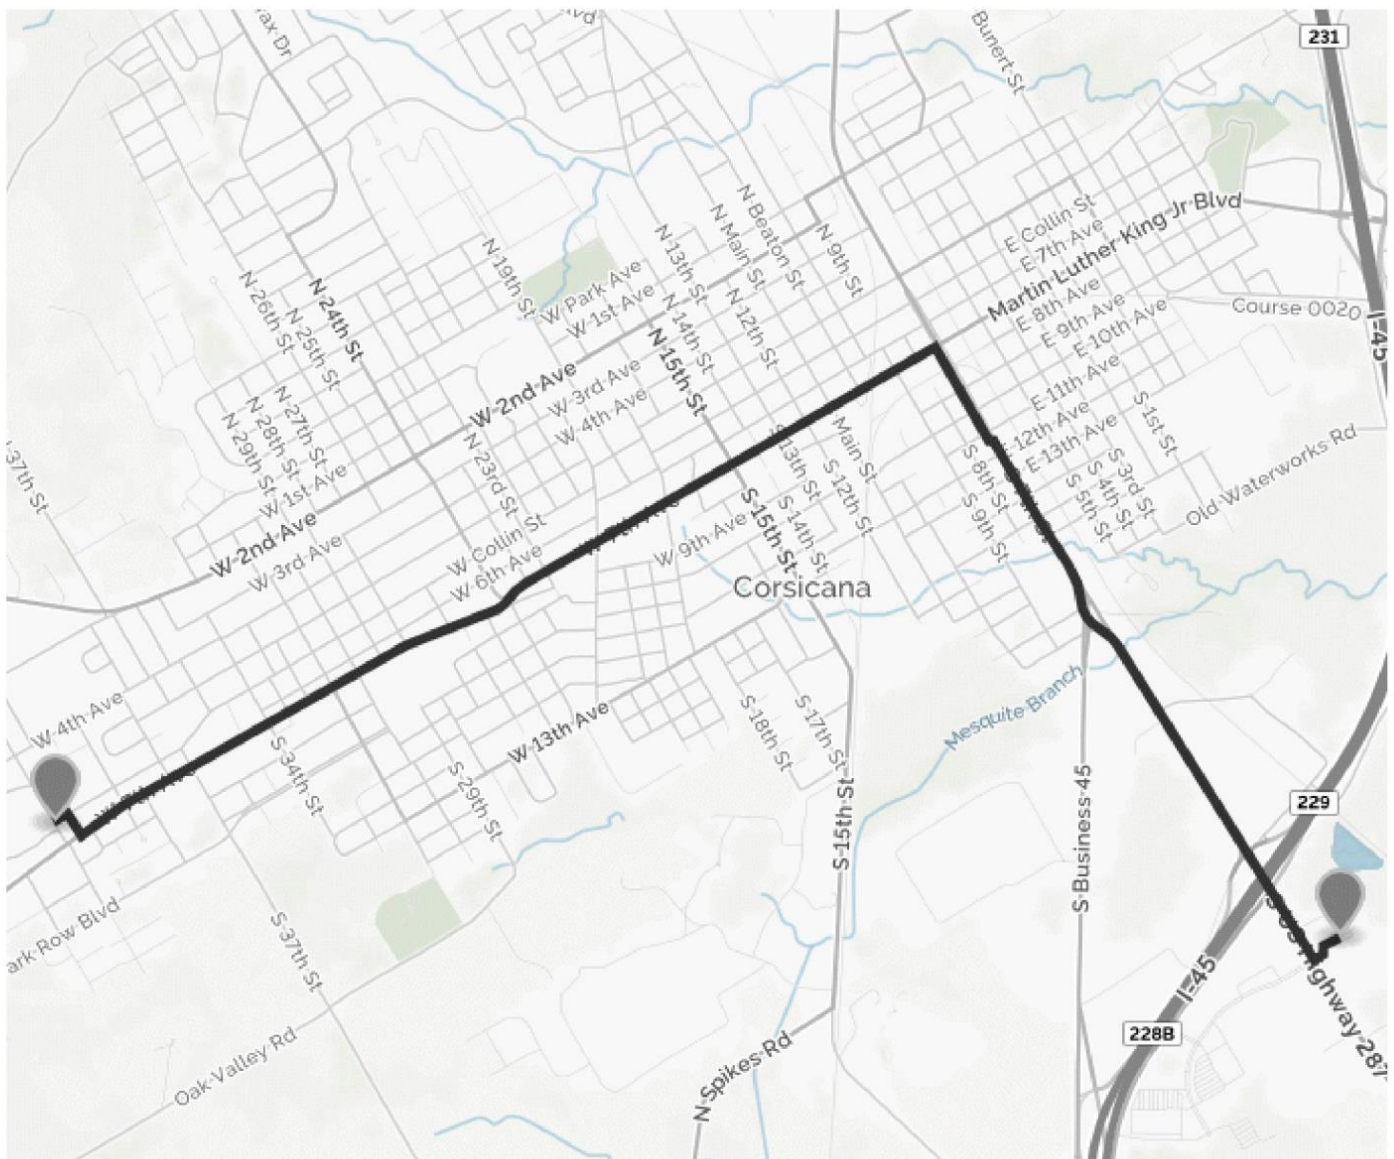 Bunert St
231
N Beaton St
N Main St
E Collin St
E 7th Ave
Martin Luther King Jr Blvd
N 13th St
N 9th St
N 19th St
W Park Ave
W 1st Ave
N 14th St
N 12th St
E 8th Ave
E 9th Ave
E 10th Ave
Course 0020
I-45
N 26th St
N 24th St
N 25th St
N 15th St
W 2nd Ave
W 3rd Ave
W 4th Ave
E 11th Ave
N 27th St
N 28th St
N 29th St
W 1st Ave
N 23rd St
S 13th St
Main St
S 12th St
E 12th Ave
E 13th Ave
S 1st St
S 3rd St
S 4th St
S 5th St
S 8th St
S 9th St
Old Waterworks Rd
N 37th St
W 2nd Ave
W 3rd Ave
W Collin St
W 6th Ave
W 7th Ave
W 9th Ave
S 15th St
S 14th St
Corsicana
Mesquite Branch
W 4th Ave
W 13th Ave
S 18th St
S 17th St
W 7th Ave
S 34th St
S 29th St
S 15th St
S Business 45
229
ark Row Blvd
S 37th St
S US Highway 287
I-45
228B
Oak Valley Rd
N Spikes Rd